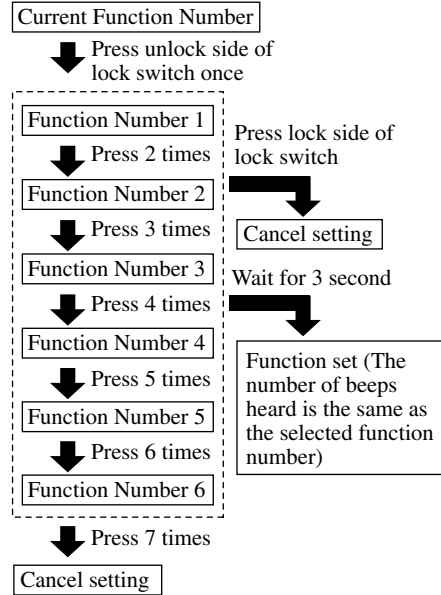 Current Function Number
Press unlock side of
lock switch once
Function Number 1
Press 2 times
Function Number 2
Press 3 times
Function Number 3
Press 4 times
Function Number 4
Press 5 times
Function Number 5
Press 6 times
Function Number 6
Press 7 times
Cancel setting
Press lock side of
lock switch
Cancel setting
Wait for 3 second
Function set (The
number of beeps
heard is the same as
the selected function
number)